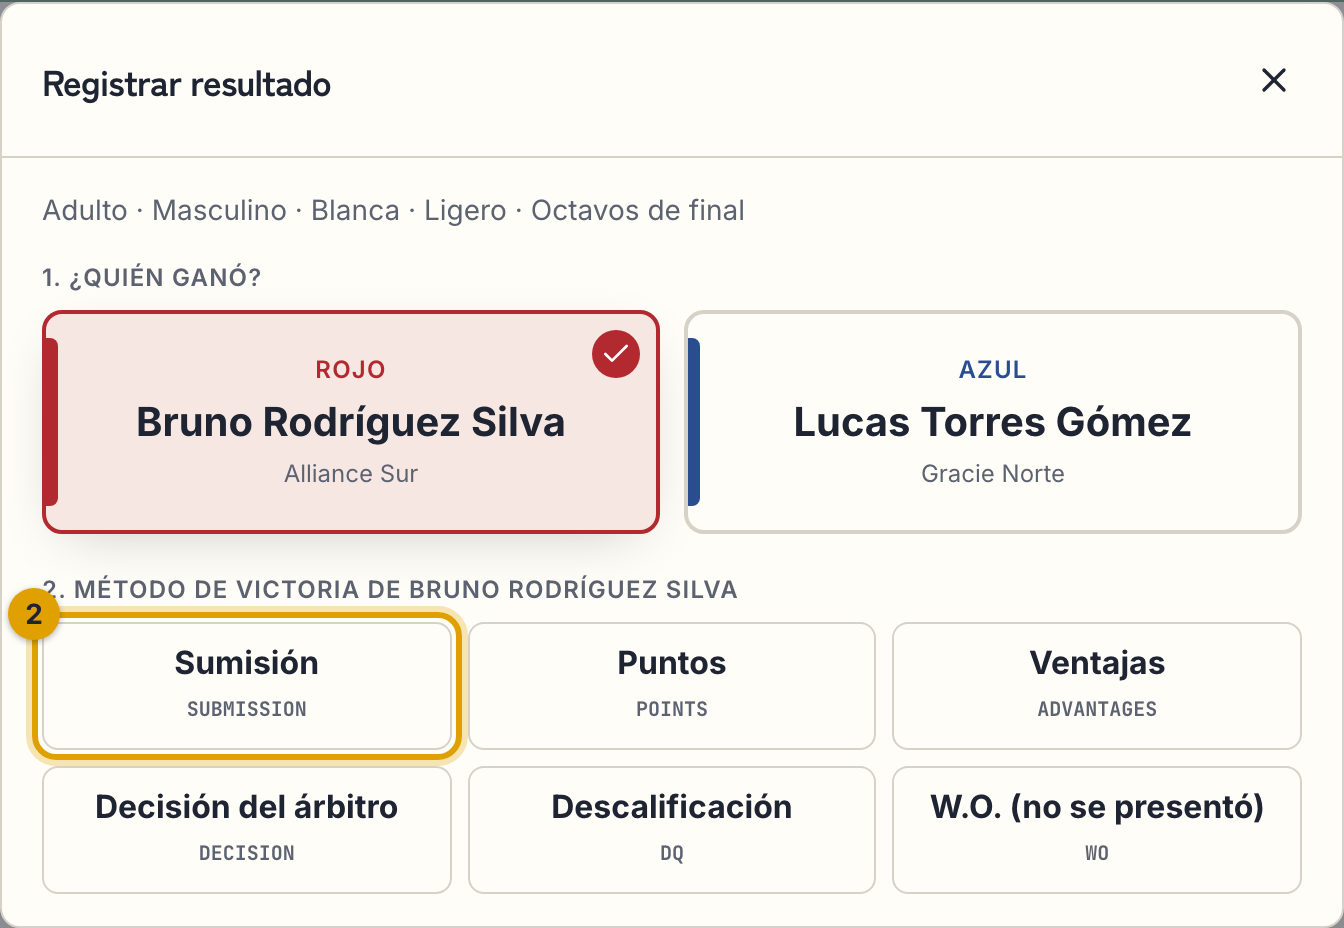 Registrar resultado
Adulto · Masculino · Blanca · Ligero · Octavos de final
1. ¿QUIÉN GANÓ?
ROJO
Bruno Rodríguez Silva
Alliance Sur
AZUL
Lucas Torres Gómez
Gracie Norte
2. MÉTODO DE VICTORIA DE BRUNO RODRÍGUEZ SILVA
2
Sumisión
SUBMISSION
Puntos
POINTS
Ventajas
ADVANTAGES
Decisión del árbitro
DECISION
Descalificación
DQ
W.O. (no se presentó)
WO